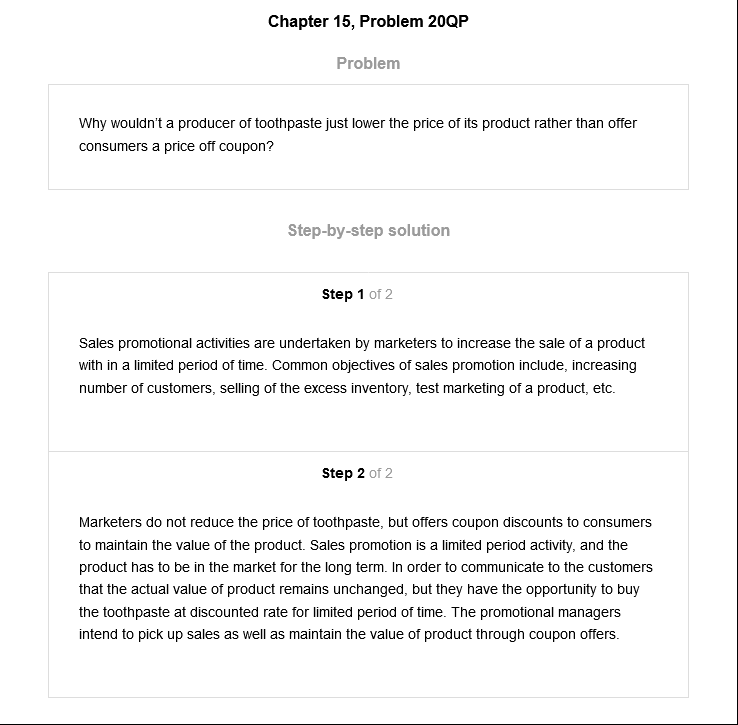 Chapter 15, Problem 20QP
Problem
Why wouldn't a producer of toothpaste just lower the price of its product rather than offer
consumers a price off coupon?
Step-by-step solution
Step 1 of 2
Sales promotional activities are undertaken by marketers to increase the sale of a product
with in a limited period of time. Common objectives of sales promotion include, increasing
number of customers, selling of the excess inventory, test marketing of a product, etc.
Step 2 of 2
Marketers do not reduce the price of toothpaste, but offers coupon discounts to consumers
to maintain the value of the product. Sales promotion is a limited period activity, and the
product has to be in the market for the long term. In order to communicate to the customers
that the actual value of product remains unchanged, but they have the opportunity to buy
the toothpaste at discounted rate for limited period of time. The promotional managers
intend to pick up sales as well as maintain the value of product through coupon offers.